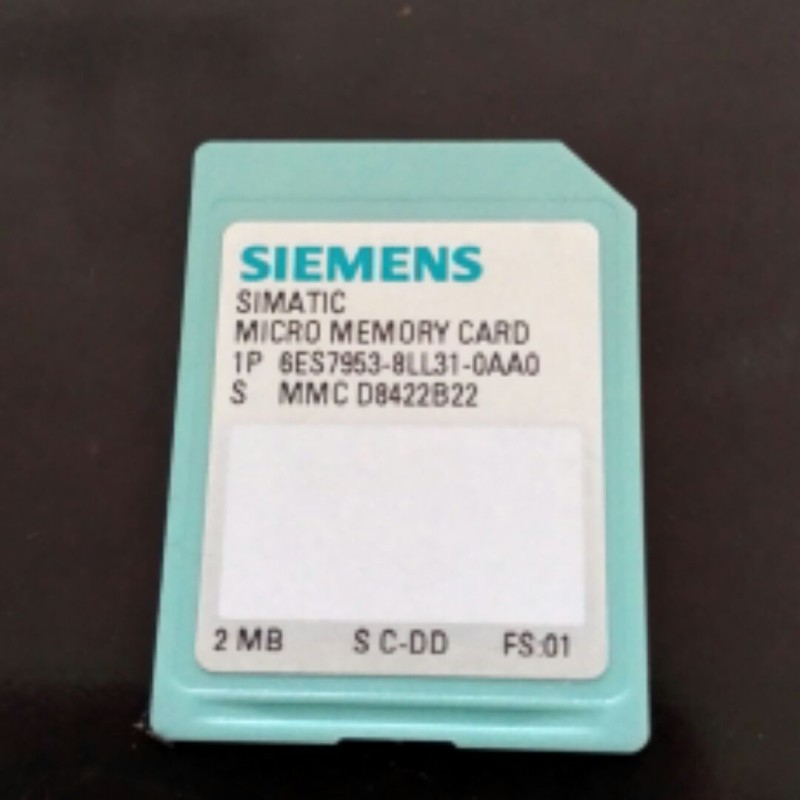 SIEMENS
SIMATIC
MICRO MEMORY CARD
1P 6ES7953-8LL31-0AA0
S MMC D8422B22
2 MB S C-DD FS:01